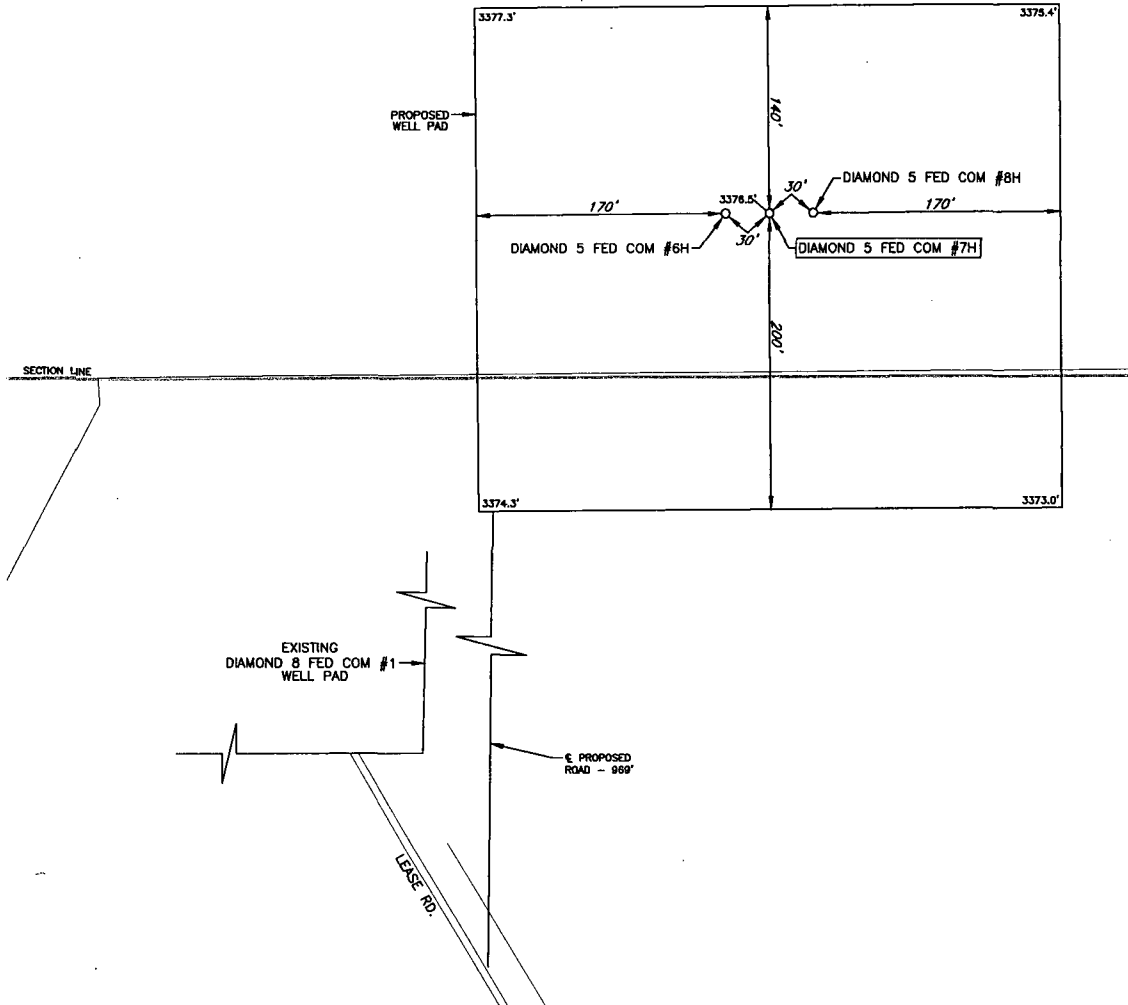 3377.3'
3375.4'
PROPOSED
WELL PAD
140'
DIAMOND 5 FED COM #8H
30'
3376.5'
170'
170'
30'
DIAMOND 5 FED COM #6H
DIAMOND 5 FED COM #7H
200'
SECTION LINE
3374.3'
3373.0'
EXISTING
DIAMOND 8 FED COM #1
WELL PAD
℄ PROPOSED
ROAD - 969'
LEASE RD.